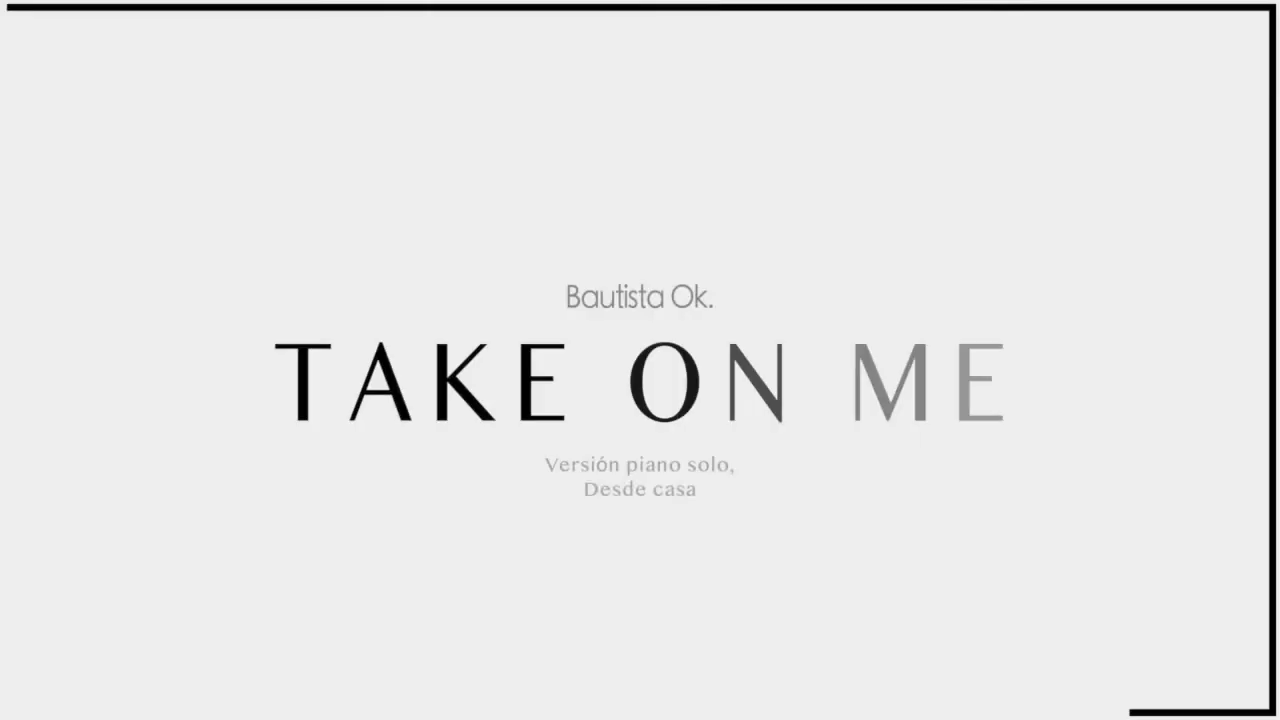 Bautista Ok.
TAKE ON ME
Versión piano solo,
Desde casa